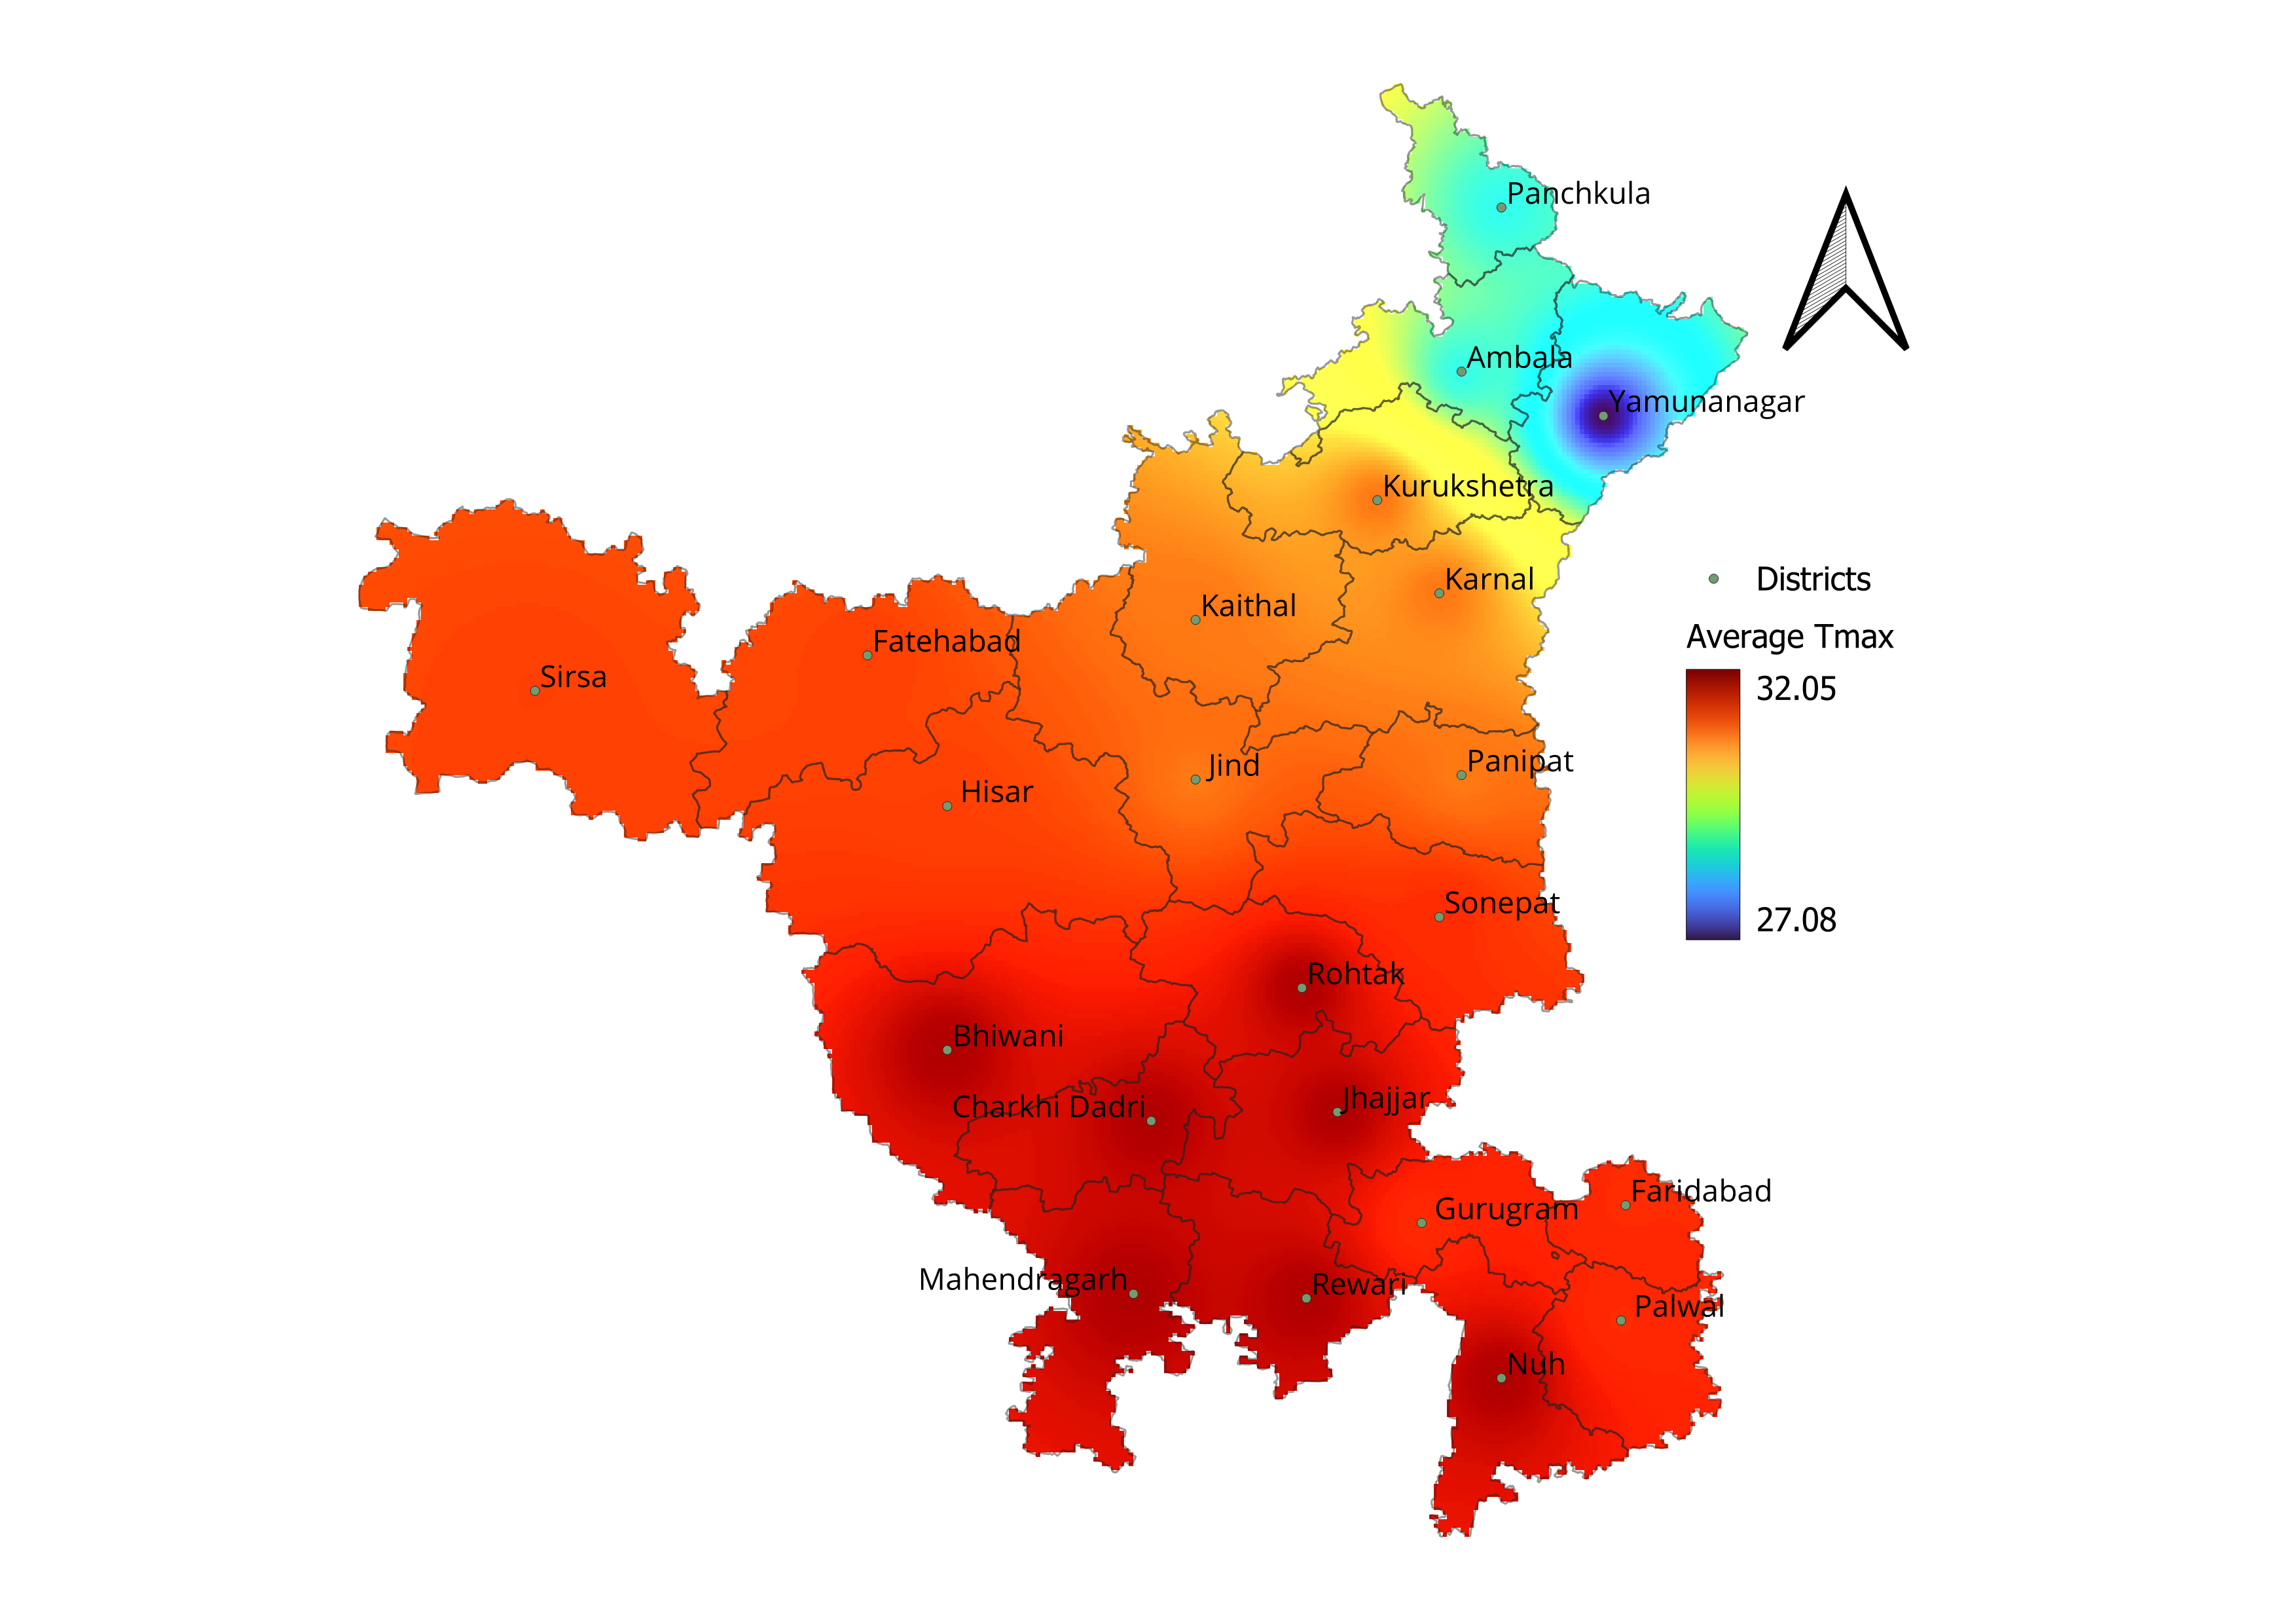 Panchkula
Ambala
Yamunanagar
Kurukshetra
Karnal
Kaithal
Fatehabad
Sirsa
Jind
Panipat
Hisar
Sonepat
Rohtak
Bhiwani
Charkhi Dadri
Jhajjar
Faridabad
Gurugram
Mahendragarh
Rewari
Palwal
Nuh
Districts
Average Tmax
32.05
27.08